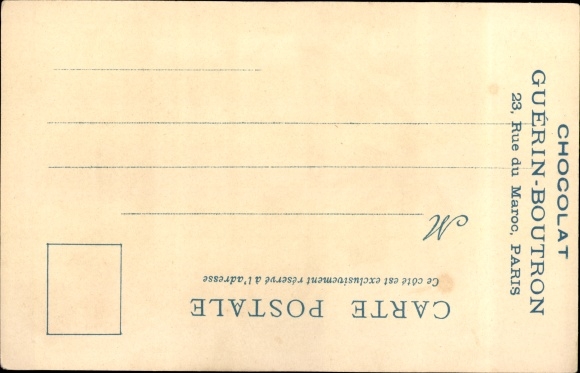 CARTE POSTALE
Ce côté est exclusivement réservé à l'adresse
M
CHOCOLAT
GUÉRIN-BOUTRON
23, Rue du Maroc, PARIS